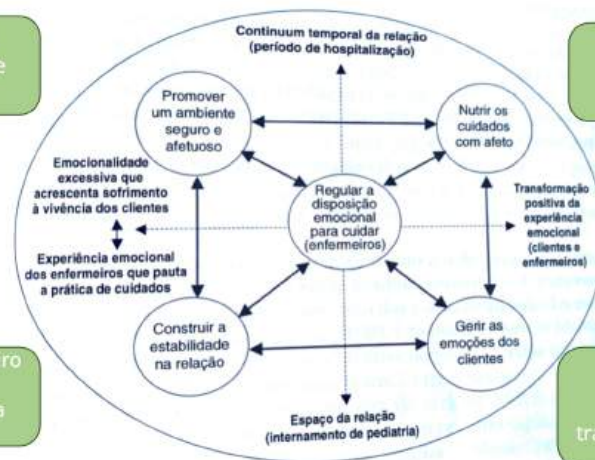 Continuum temporal da relação
(período de hospitalização)
e
Promover
um ambiente
seguro e
afetuoso
Nutrir os
cuidados
com afeto
Emocionalidade
excessiva que
acrescenta sofrimento
à vivência dos clientes
Regular a
disposição
emocional
para cuidar
(enfermeiros)
Transformação
positiva da
experiência
emocional
(clientes e
enfermeiros)
Experiência emocional
dos enfermeiros que pauta
a prática de cuidados
Construir a
estabilidade
na relação
Gerir as
emoções dos
clientes
ro
a
Espaço da relação
(internamento de pediatria)
tra